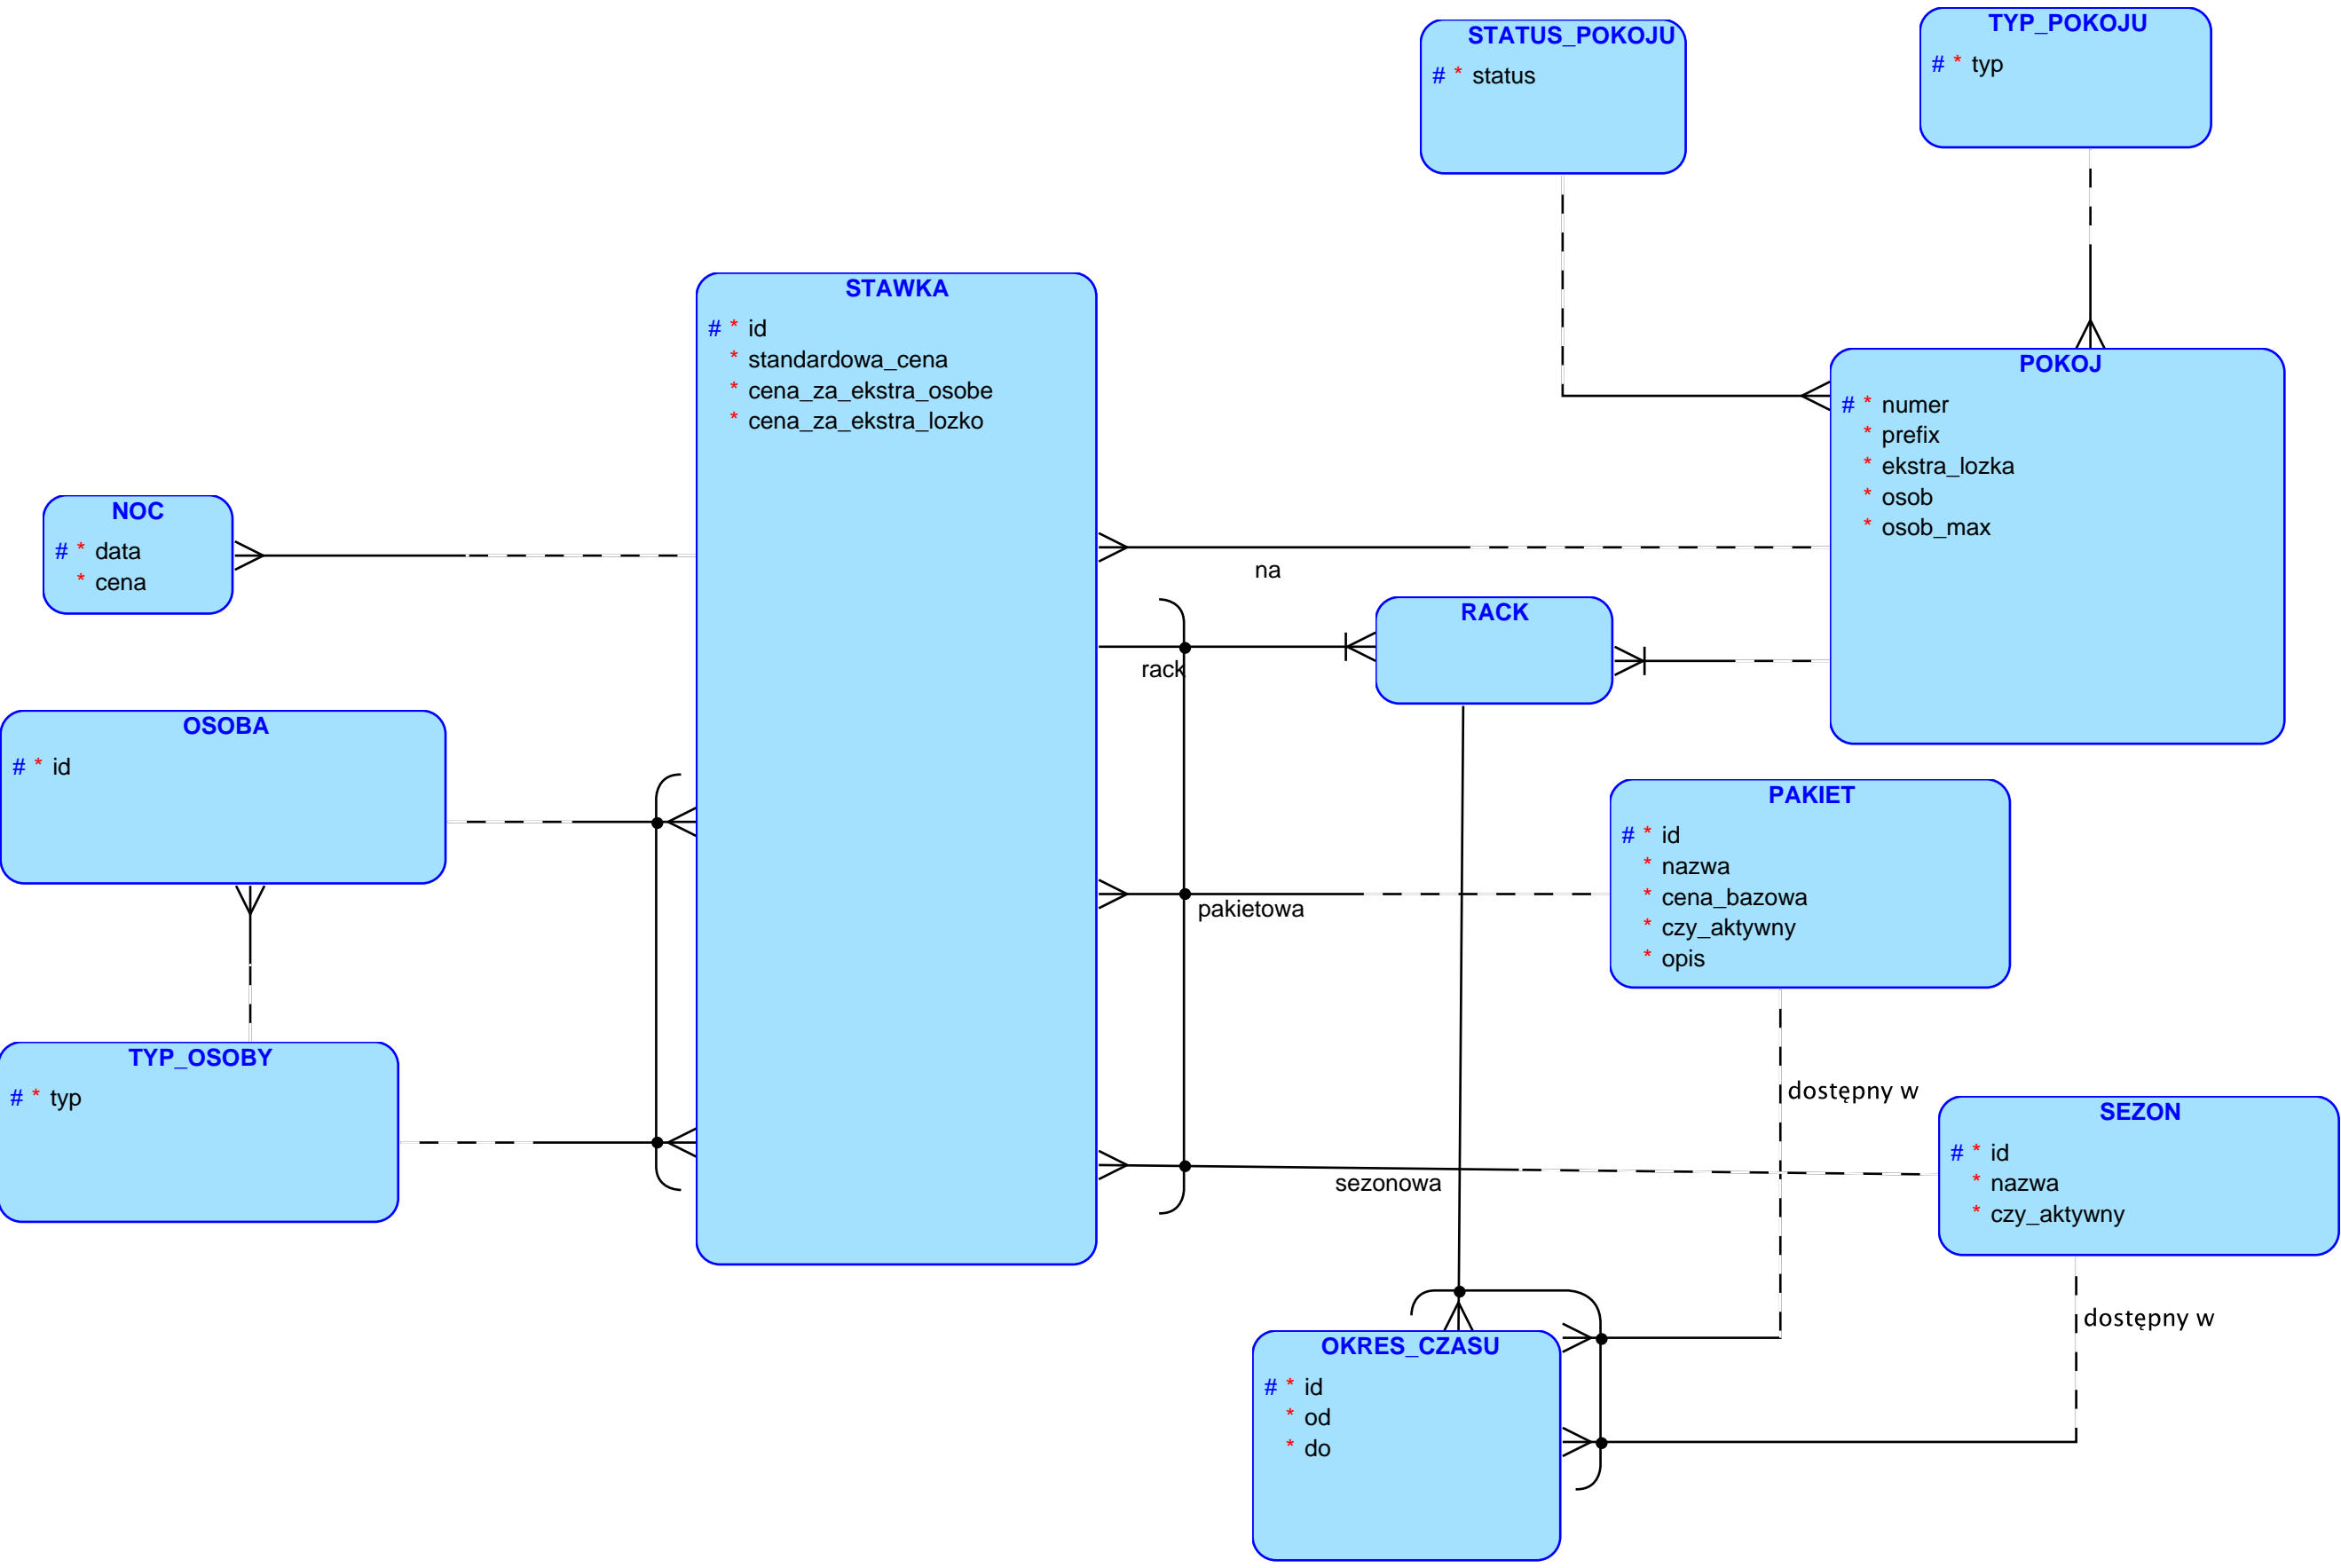 STATUS_POKOJU
# * status
TYP_POKOJU
# * typ
STAWKA
# * id
* standardowa_cena
* cena_za_ekstra_osobe
* cena_za_ekstra_lozko
POKOJ
# * numer
* prefix
* ekstra_lozka
* osob
* osob_max
NOC
# * data
* cena
na
RACK
rack
OSOBA
# * id
PAKIET
# * id
* nazwa
* cena_bazowa
* czy_aktywny
* opis
pakietowa
TYP_OSOBY
# * typ
dostępny w
SEZON
# * id
* nazwa
* czy_aktywny
sezonowa
dostępny w
OKRES_CZASU
# * id
* od
* do